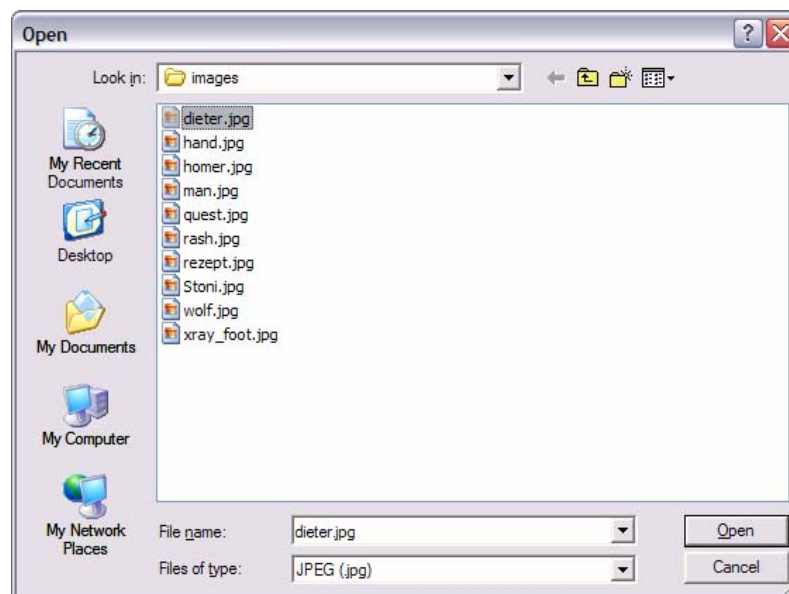 Open
Look in: images
dieter.jpg
hand.jpg
homer.jpg
man.jpg
quest.jpg
rash.jpg
rezept.jpg
Stoni.jpg
wolf.jpg
xray_foot.jpg
My Recent
Documents
Desktop
My Documents
My Computer
My Network
Places
File name: dieter.jpg Open
Files of type: JPEG (.jpg) Cancel